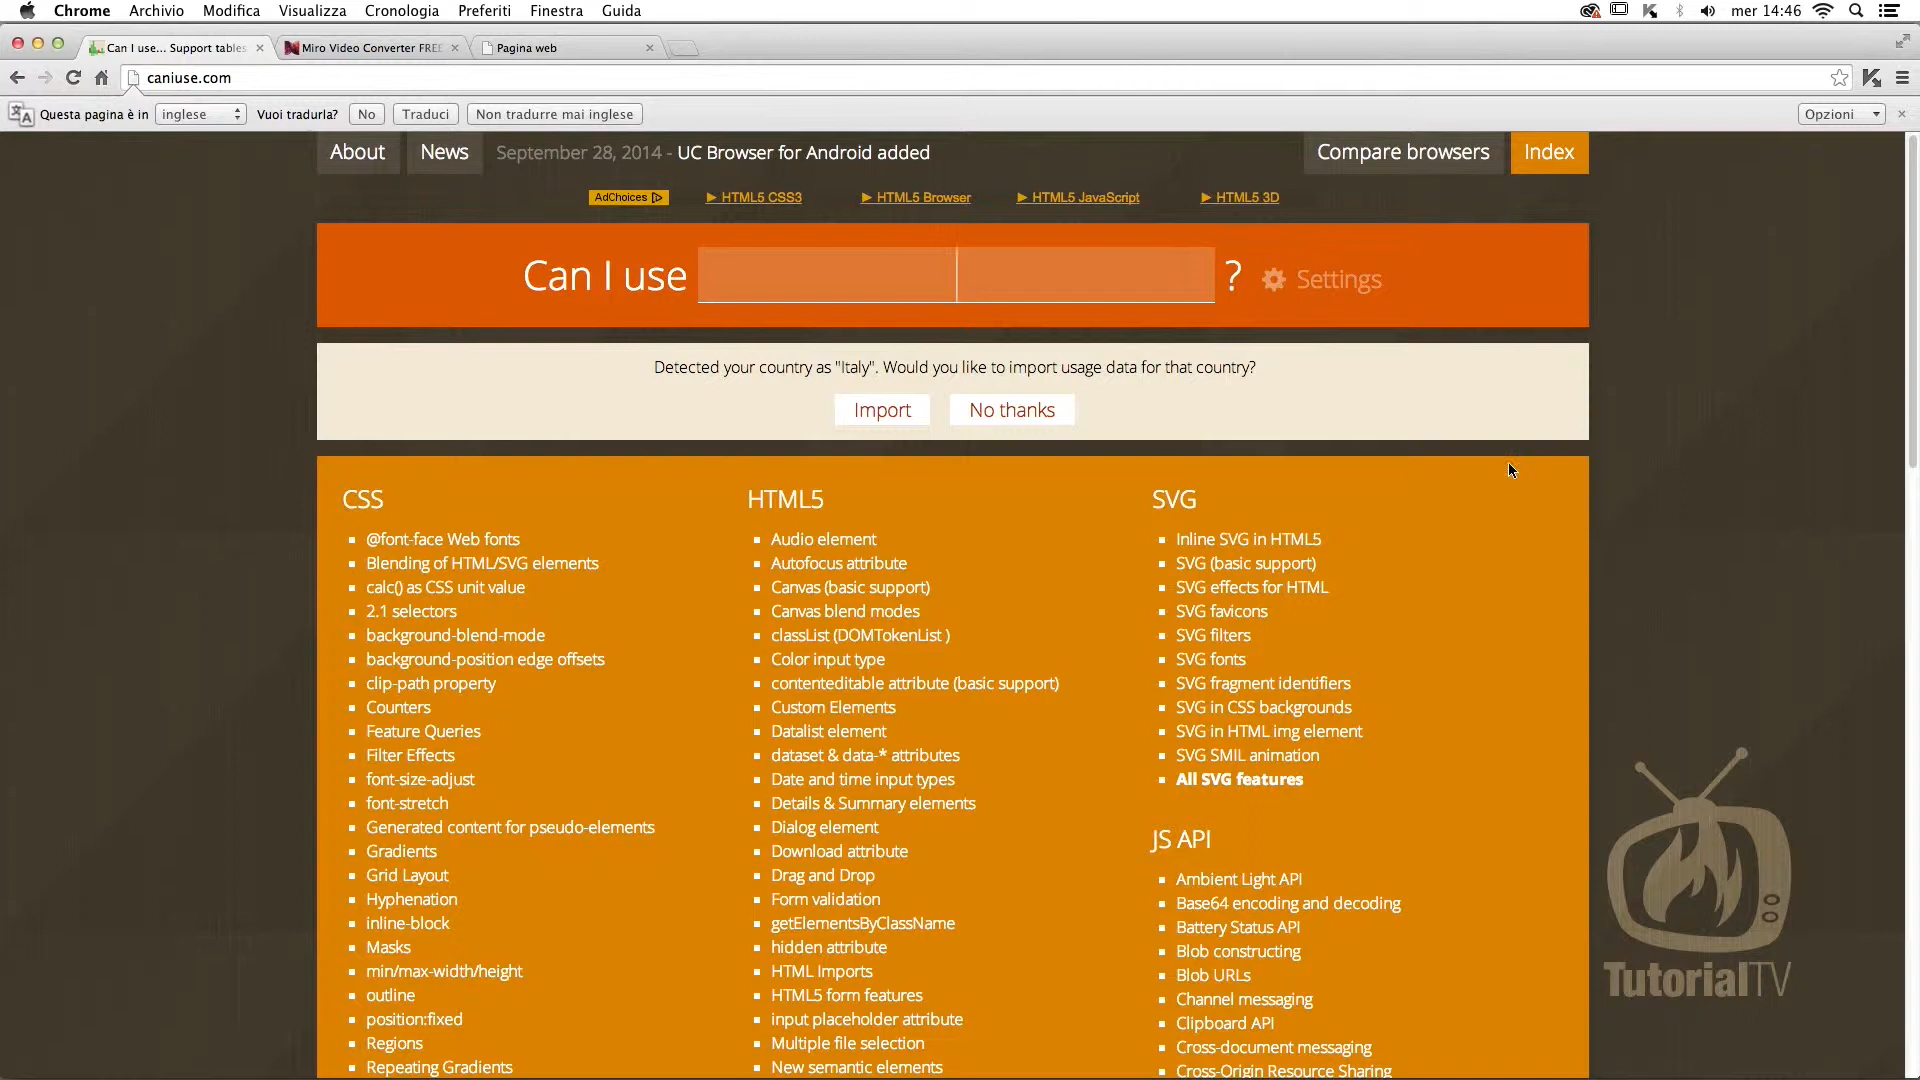 Chrome Archivio Modifica Visualizza Cronologia Preferiti Finestra Guida mer 14:46
Can I use... Support tables Miro Video Converter FREE Pagina web
caniuse.com
Questa pagina è in inglese Vuoi tradurla? No Traduci Non tradurre mai inglese Opzioni
About News September 28, 2014 - UC Browser for Android added Compare browsers Index
AdChoices HTML5 CSS3 HTML5 Browser HTML5 JavaScript HTML5 3D
Can I use ? Settings
Detected your country as "Italy". Would you like to import usage data for that country?
Import No thanks
CSS
@font-face Web fonts
Blending of HTML/SVG elements
calc() as CSS unit value
2.1 selectors
background-blend-mode
background-position edge offsets
clip-path property
Counters
Feature Queries
Filter Effects
font-size-adjust
font-stretch
Generated content for pseudo-elements
Gradients
Grid Layout
Hyphenation
inline-block
Masks
min/max-width/height
outline
position:fixed
Regions
Repeating Gradients
HTML5
Audio element
Autofocus attribute
Canvas (basic support)
Canvas blend modes
classList (DOMTokenList )
Color input type
contenteditable attribute (basic support)
Custom Elements
Datalist element
dataset & data-* attributes
Date and time input types
Details & Summary elements
Dialog element
Download attribute
Drag and Drop
Form validation
getElementsByClassName
hidden attribute
HTML Imports
HTML5 form features
input placeholder attribute
Multiple file selection
New semantic elements
SVG
Inline SVG in HTML5
SVG (basic support)
SVG effects for HTML
SVG favicons
SVG filters
SVG fonts
SVG fragment identifiers
SVG in CSS backgrounds
SVG in HTML img element
SVG SMIL animation
All SVG features
JS API
Ambient Light API
Base64 encoding and decoding
Battery Status API
Blob constructing
Blob URLs
Channel messaging
Clipboard API
Cross-document messaging
Cross-Origin Resource Sharing
TutorialTV